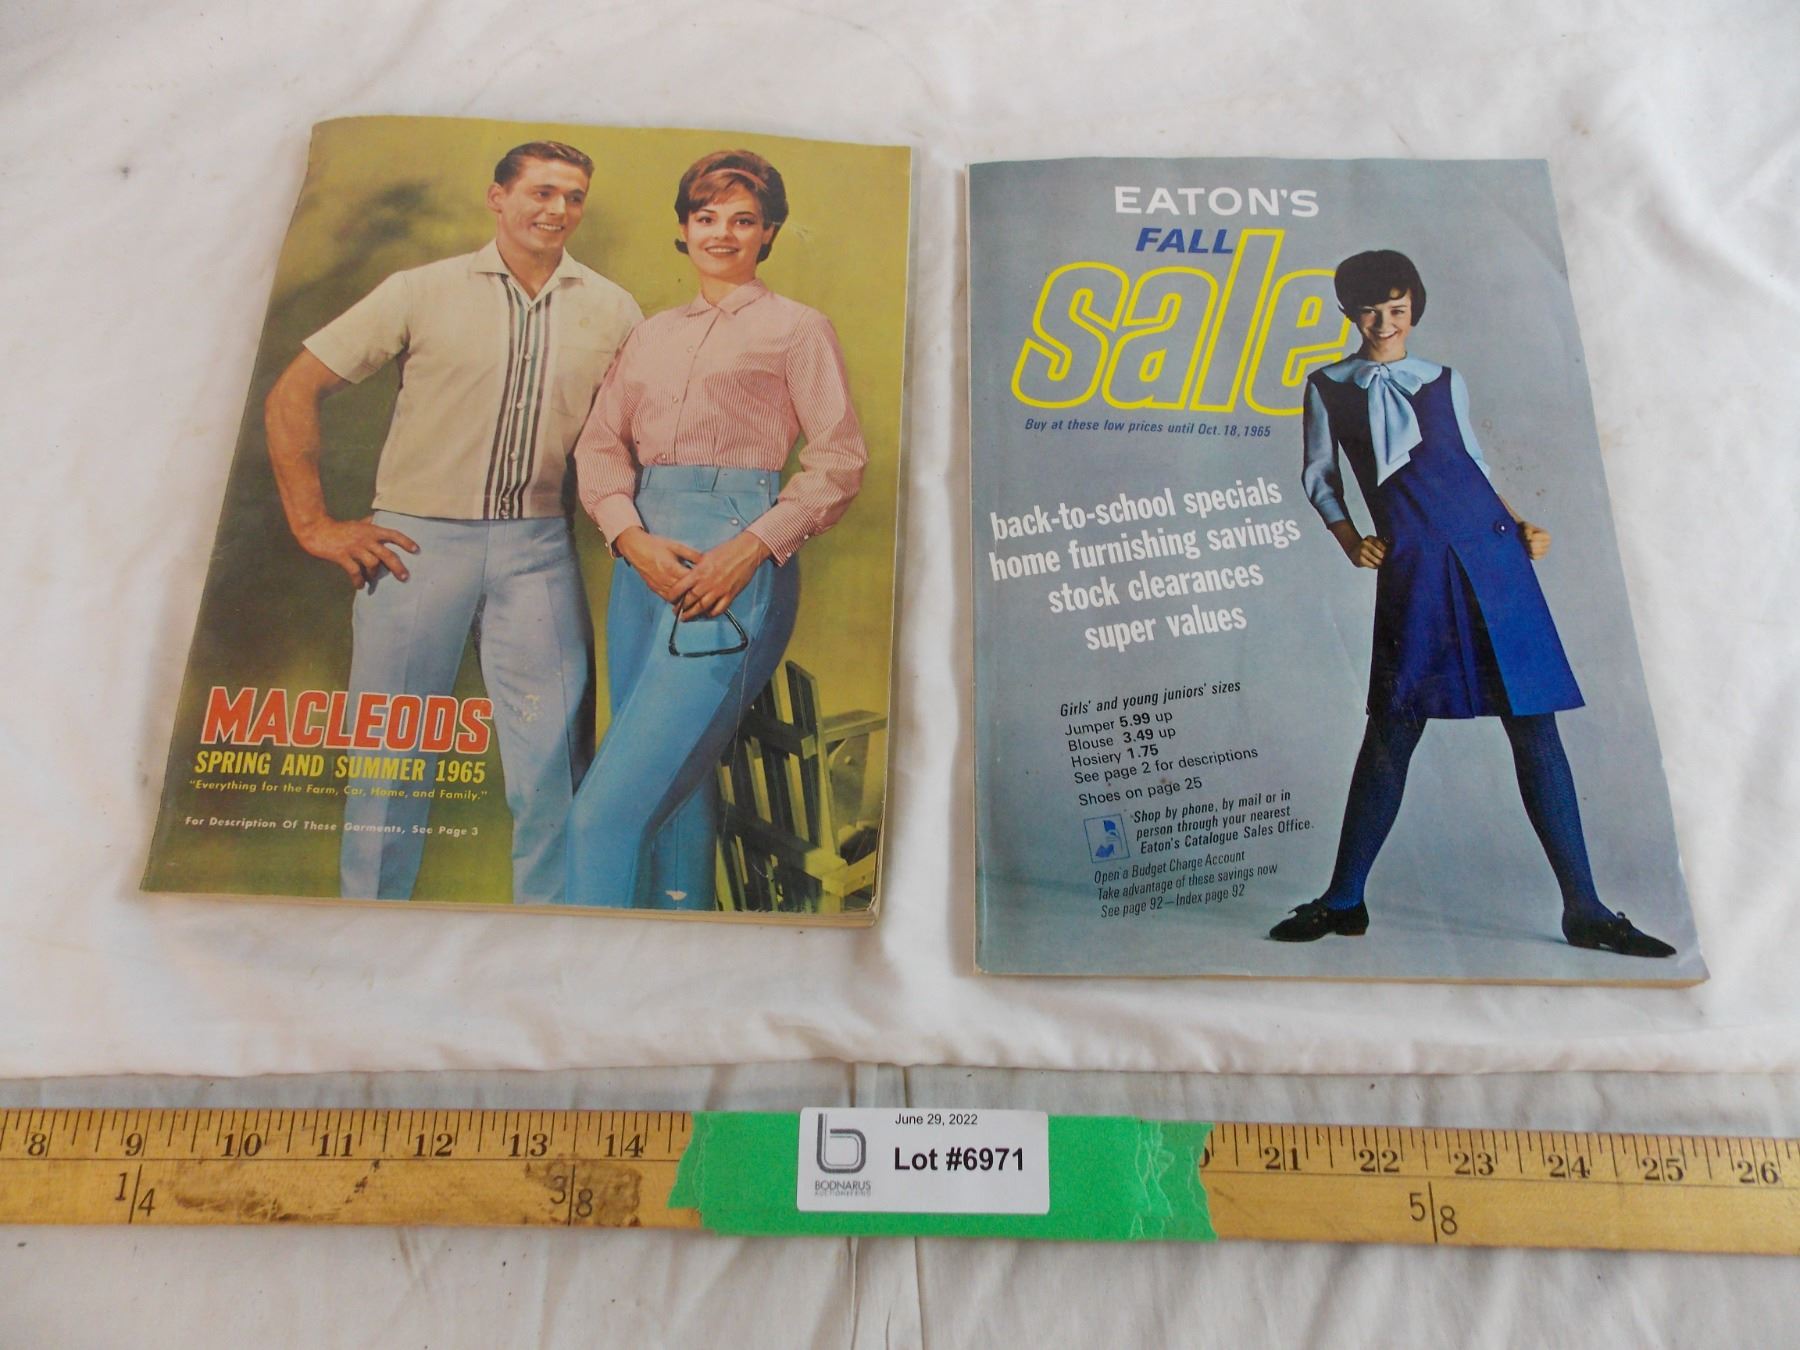 MACLEODS
SPRING AND SUMMER 1965
"Everything for the Farm, Car, Home, and Family."
For Description Of These Garments, See Page 3
EATON'S
FALL
sale
Buy at these low prices until Oct. 18, 1965
back-to-school specials
home furnishing savings
stock clearances
super values
Girls' and young juniors' sizes
Jumper 5.99 up
Blouse 3.49 up
Hosiery 1.75
See page 2 for descriptions
Shoes on page 25
Shop by phone, by mail or in
person through your nearest
Eaton's Catalogue Sales Office.
Open a Budget Charge Account
Take advantage of these savings now
See page 92—Index page 92
June 29, 2022
Lot #6971
BODNARUS
AUCTIONEERING
8 9 10 11 12 13 14 21 22 23 24 25 26
1/4 3/8 5/8